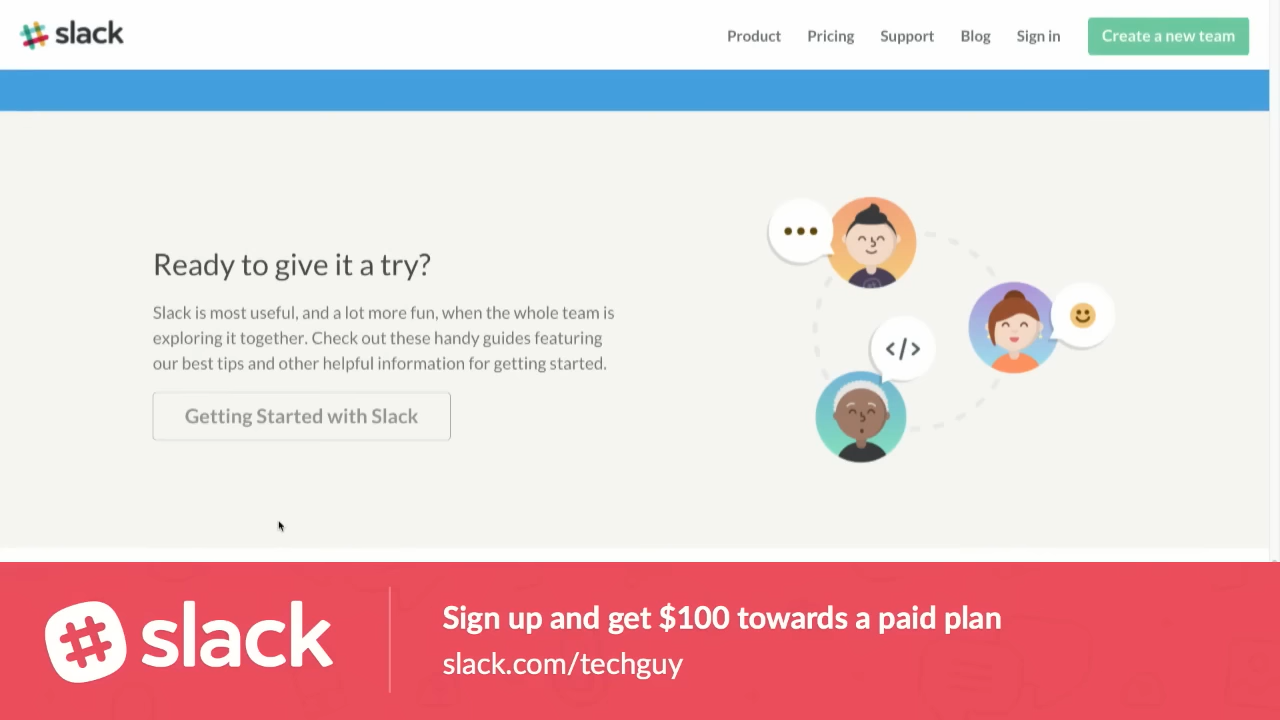 slack
Product Pricing Support Blog Sign in Create a new team
Ready to give it a try?
Slack is most useful, and a lot more fun, when the whole team is
exploring it together. Check out these handy guides featuring
our best tips and other helpful information for getting started.
Getting Started with Slack
</>
slack
Sign up and get $100 towards a paid plan
slack.com/techguy